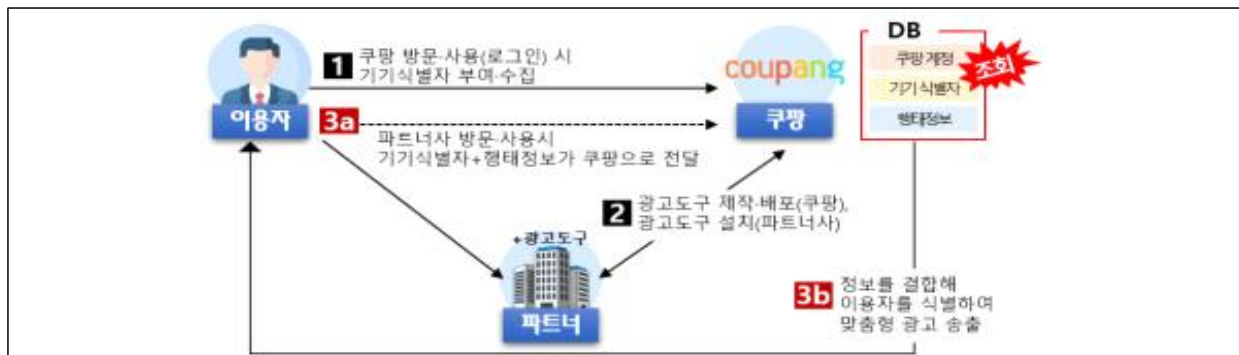 1 쿠팡 방문·사용(로그인) 시
기기식별자 부여·수집
이용자
3a
파트너사 방문·사용시
기기식별자+행태정보가 쿠팡으로 전달
coupang
쿠팡
DB
쿠팡 계정
기기 식별자
행태정보
조회
2 광고도구 제작·배포(쿠팡),
광고도구 설치(파트너사)
+광고도구
파트너
3b 정보를 결합해
이용자를 식별하여
맞춤형 광고 송출